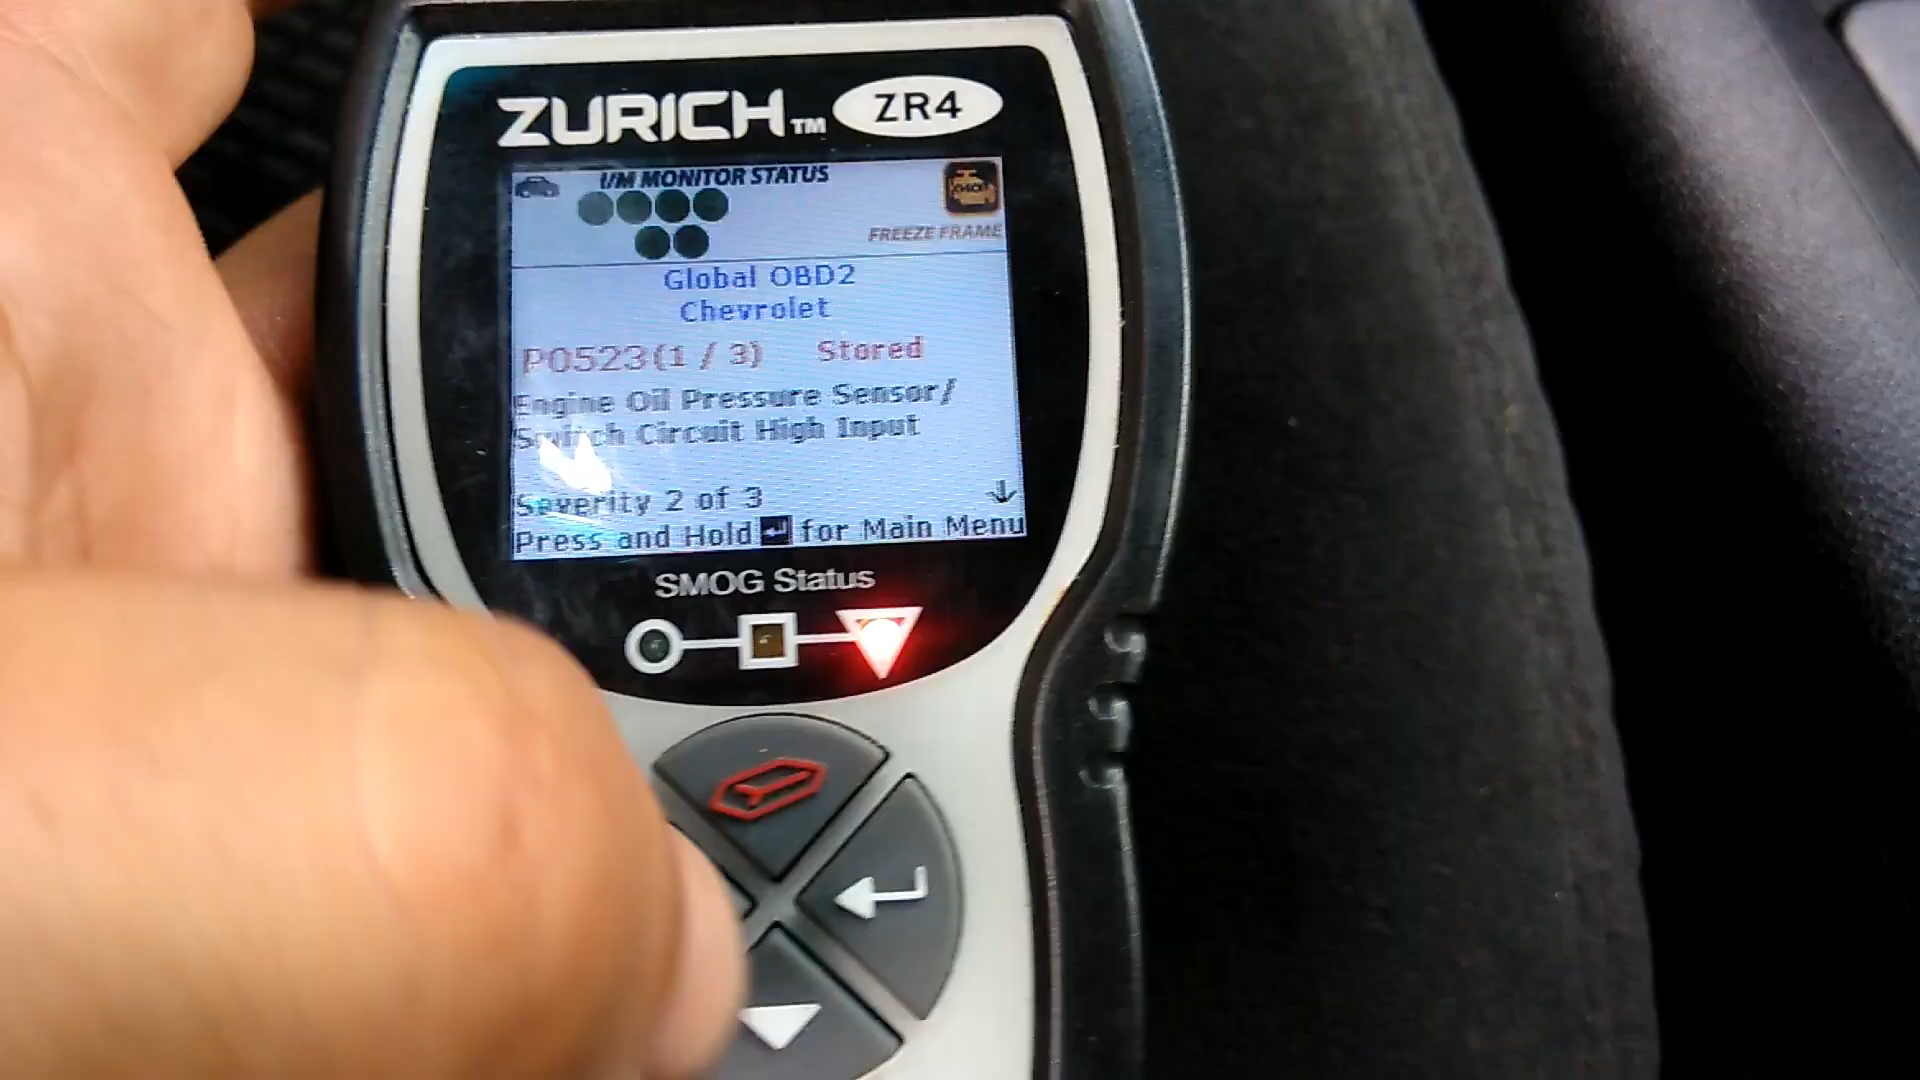 ZURICH™ ZR4
I/M MONITOR STATUS
CHECK
FREEZE FRAME
Global OBD2
Chevrolet
P0523(1 / 3) Stored
Engine Oil Pressure Sensor/
Switch Circuit High Input
Severity 2 of 3
Press and Hold for Main Menu
SMOG Status